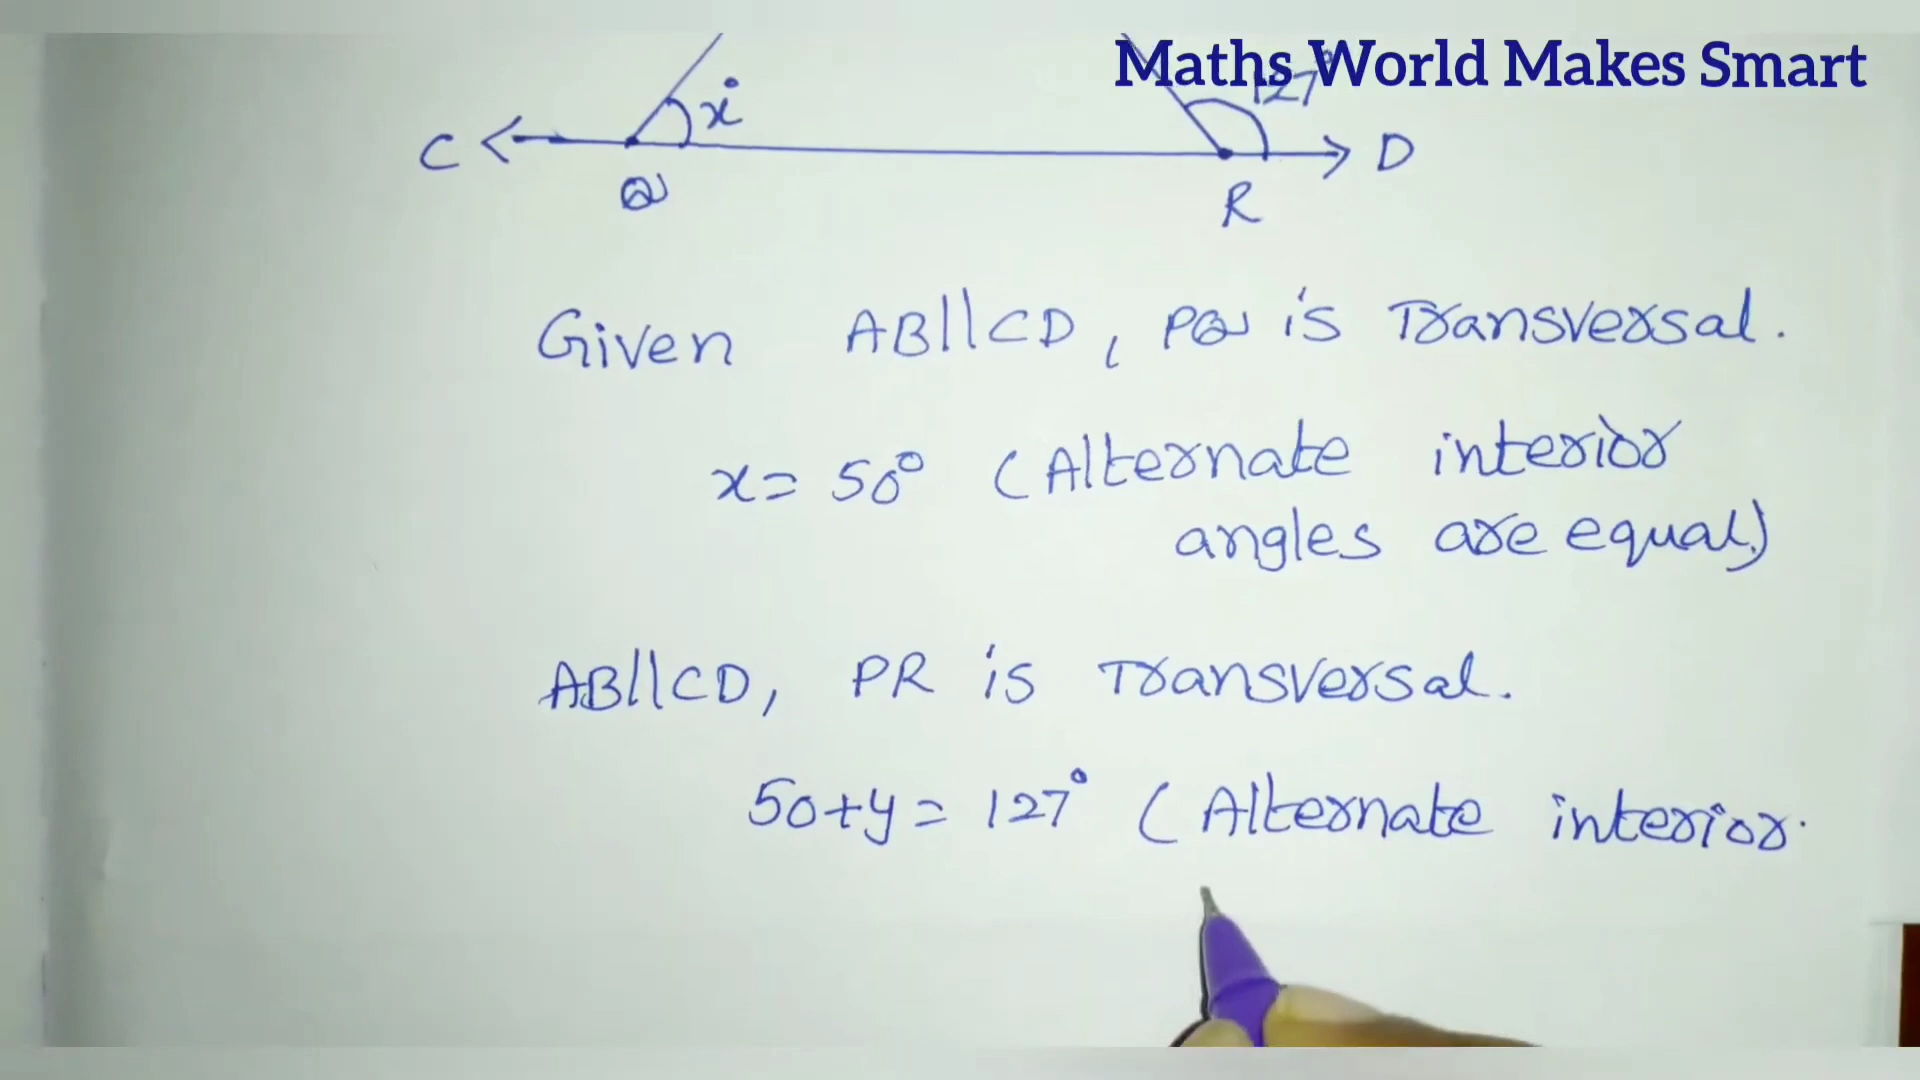 Maths World Makes Smart
x° 127°
C D
Q R
Given AB||CD, PQ is Transversal.
x= 50° (Alternate interior
angles are equal)
AB||CD, PR is Transversal.
50+y= 127° (Alternate interior.